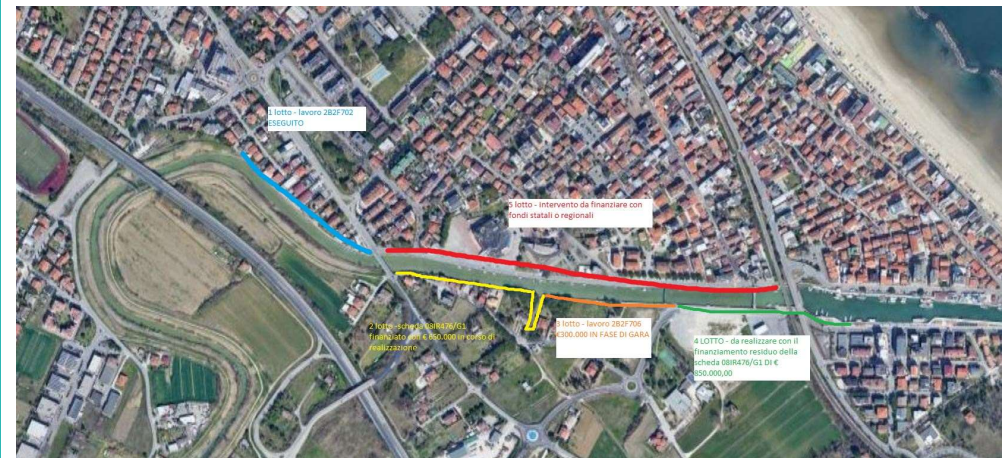 1 lotto - lavoro 2B2F702
ESEGUITO
5 lotto - intervento da finanziare con
fondi statali o regionali
2 lotto -scheda 08IR476/G1
finanziato con € 850.000 in corso di
realizzazione
3 lotto - lavoro 2B2F706
€300.000 IN FASE DI GARA
4 LOTTO - da realizzare con il
finanziamento residuo della
scheda 08IR476/G1 DI €
850.000,00